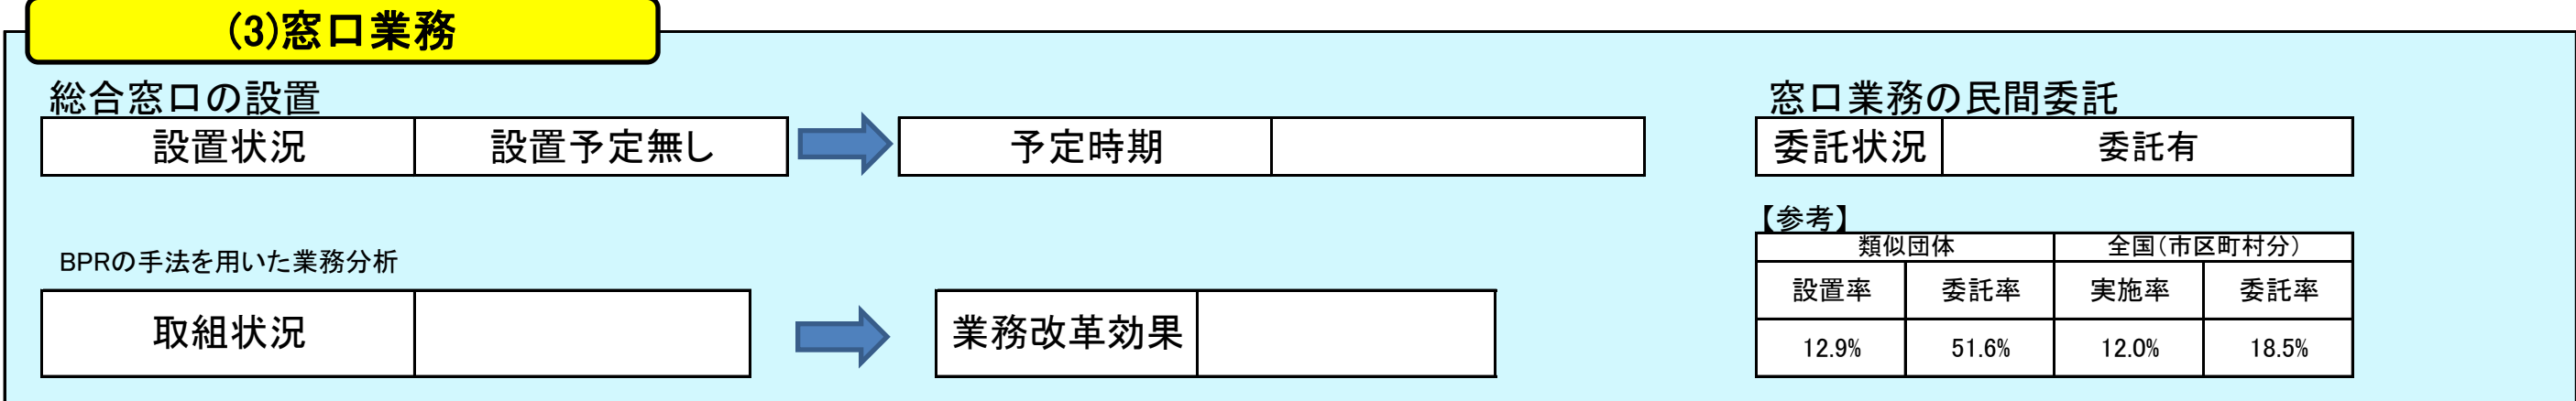 (3)窓口業務
総合窓口の設置
設置状況 設置予定無し 予定時期
窓口業務の民間委託
委託状況 委託有
【参考】
類似団体 全国(市区町村分)
設置率 委託率 実施率 委託率
12.9% 51.6% 12.0% 18.5%
BPRの手法を用いた業務分析
取組状況 業務改革効果